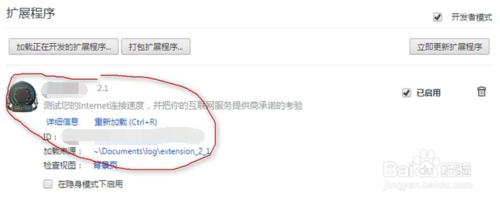 扩展程序
开发者模式
加载正在开发的扩展程序... 打包扩展程序... 立即更新扩展程序
2.1
测试您的Internet连接速度，并把你的互联网服务提供商承诺的考验
已启用
详细信息 重新加载 (Ctrl+R)
ID：
加载来源： ~\Documents\log\extension_2_1
检查视图： 背景页
在隐身模式下启用
Baidu 经验
jingyan.baidu.com